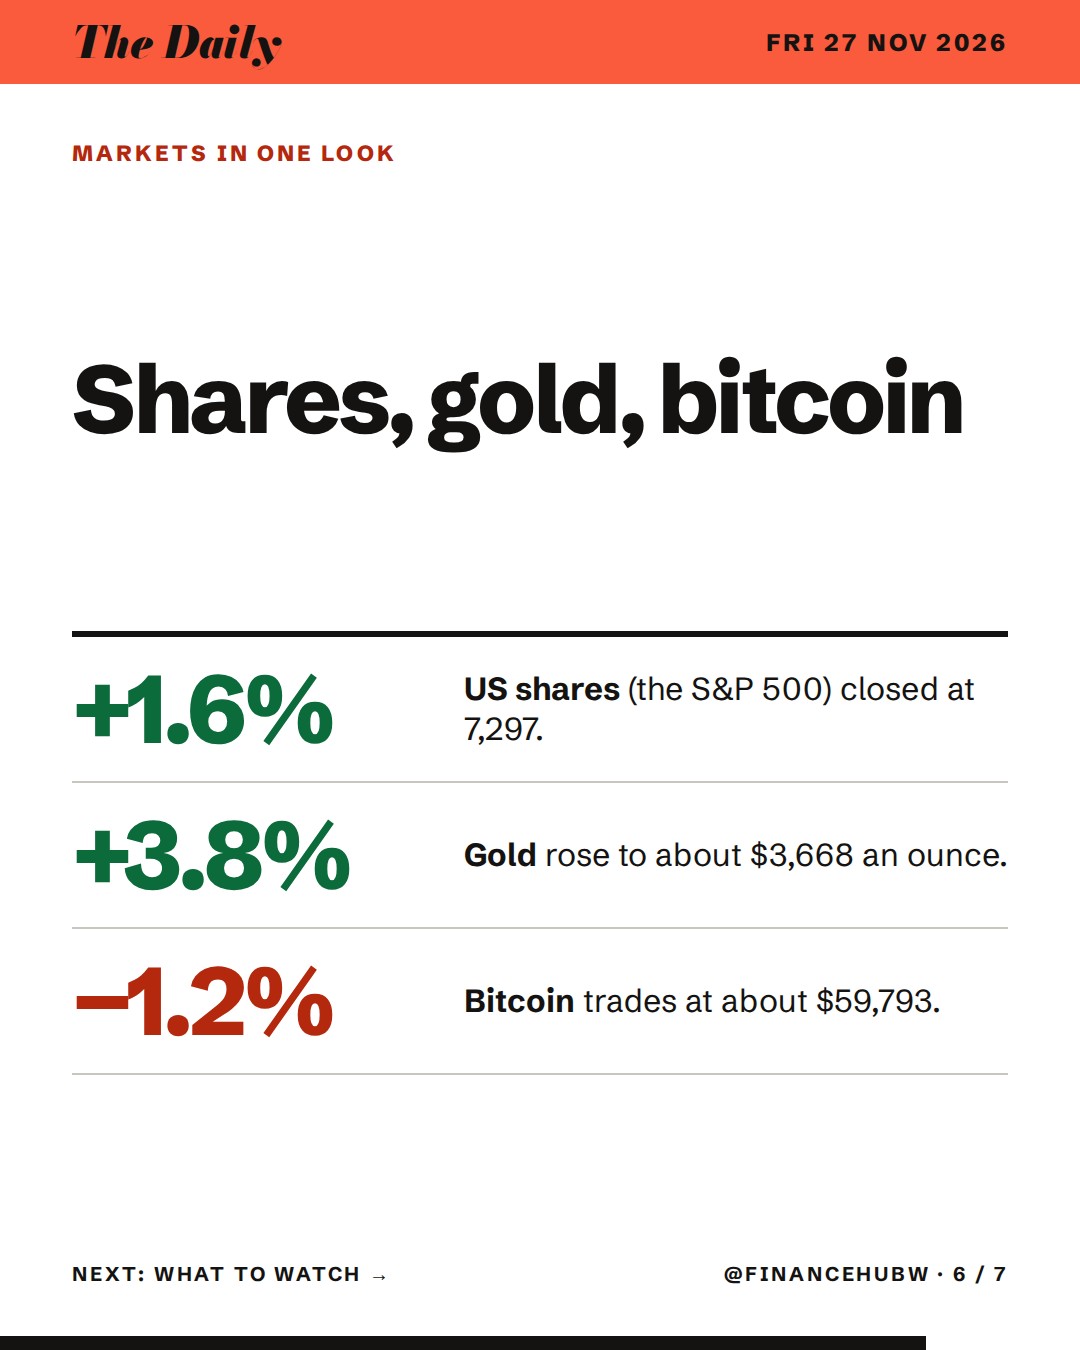 The Daily
FRI 27 NOV 2026
MARKETS IN ONE LOOK
Shares, gold, bitcoin
+1.6%
US shares (the S&P 500) closed at
7,297.
+3.8%
Gold rose to about $3,668 an ounce.
−1.2%
Bitcoin trades at about $59,793.
NEXT: WHAT TO WATCH →
@FINANCEHUBW · 6 / 7